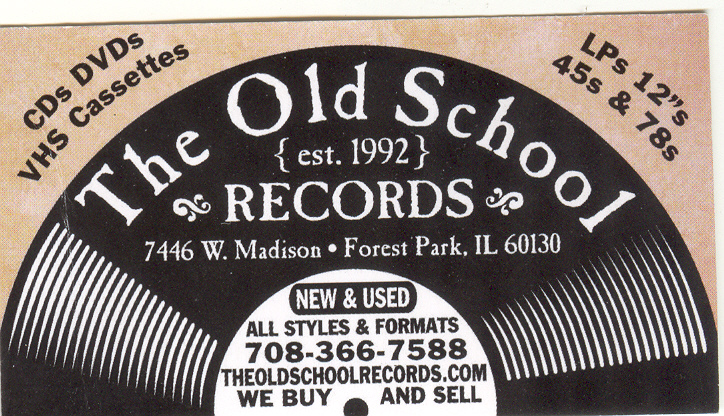 CDs DVDs
VHS Cassettes
LPs 12"s
45s & 78s
The Old School
{ est. 1992 }
RECORDS
7446 W. Madison • Forest Park, IL 60130
NEW & USED
ALL STYLES & FORMATS
708-366-7588
THEOLDSCHOOLRECORDS.COM
WE BUY AND SELL